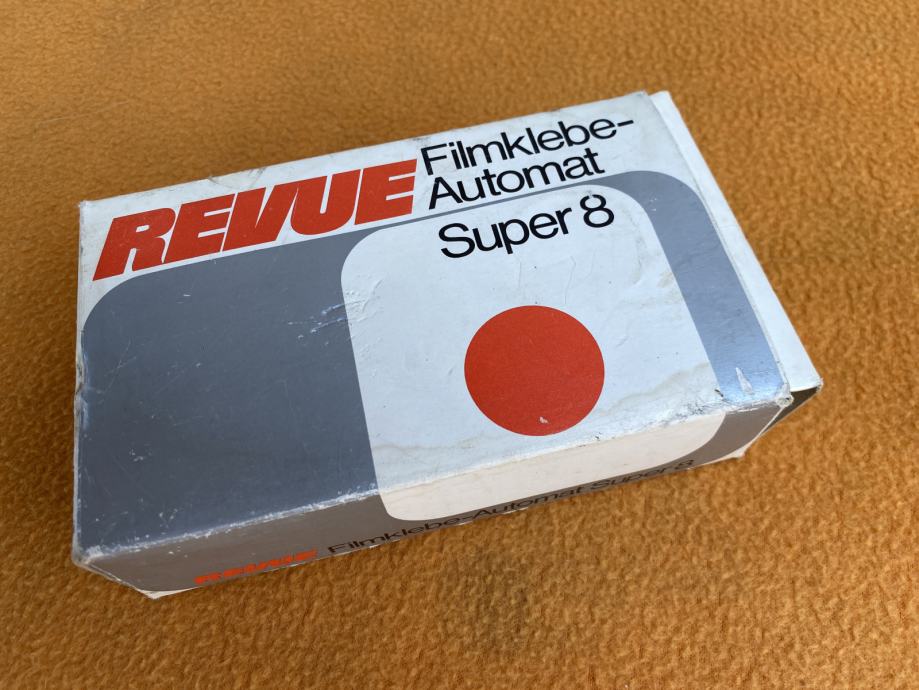 REVUE
Filmklebe-
Automat
Super 8
REVUE Filmklebe-Automat Super 8